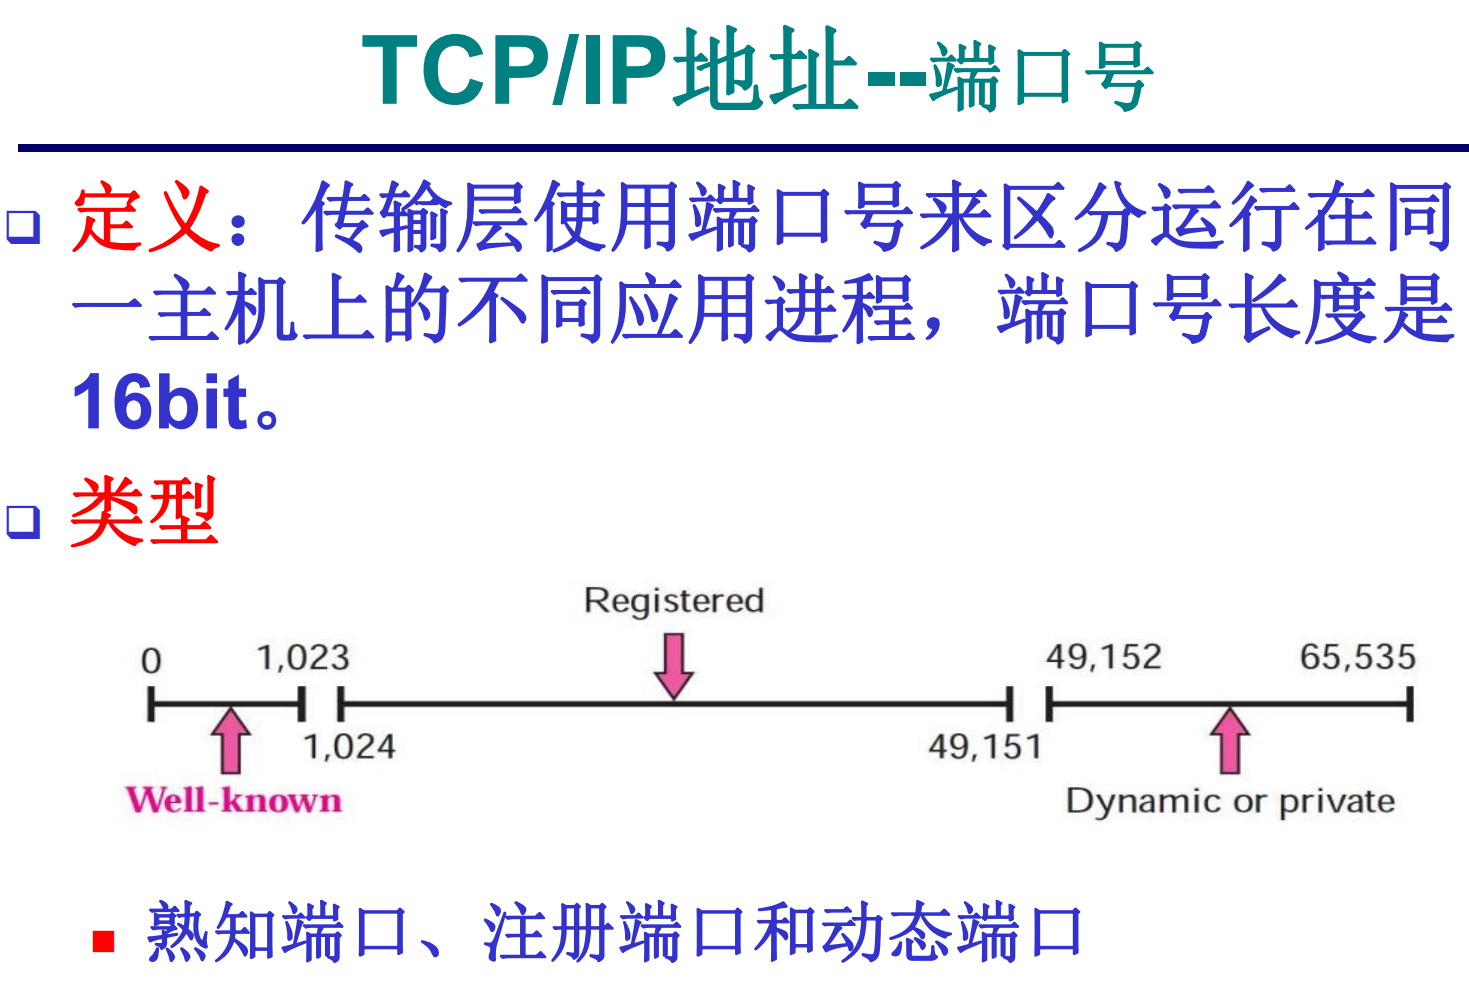 TCP/IP地址--端口号
定义：传输层使用端口号来区分运行在同
一主机上的不同应用进程，端口号长度是
16bit。
类型
Registered
0 1,023 49,152 65,535
1,024 49,151
Well-known Dynamic or private
熟知端口、注册端口和动态端口